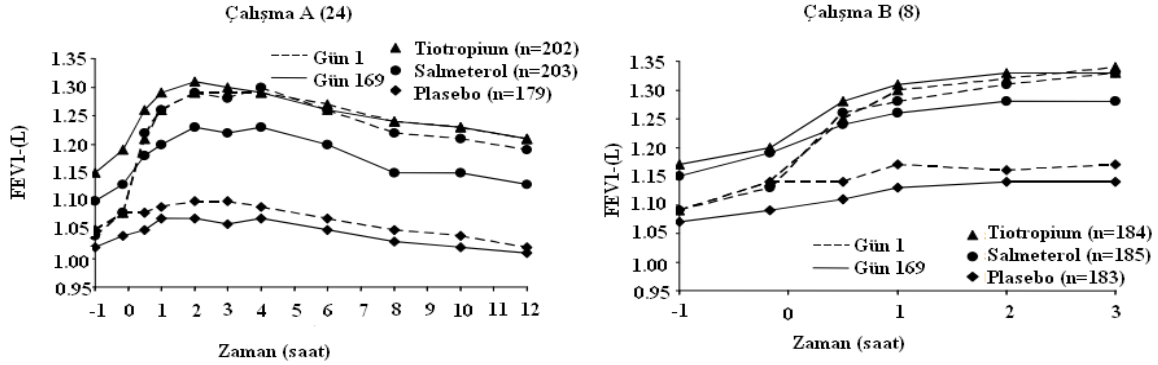 Çalışma A (24)
Gün 1
Gün 169
Tiotropium (n=202)
Salmeterol (n=203)
Plasebo (n=179)
FEV1-(L)
1.35
1.30
1.25
1.20
1.15
1.10
1.05
1.00
0.95
-1 0 1 2 3 4 5 6 7 8 9 10 11 12
Zaman (saat)
Çalışma B (8)
FEV1-(L)
1.35
1.30
1.25
1.20
1.15
1.10
1.05
1.00
0.95
Gün 1
Gün 169
Tiotropium (n=184)
Salmeterol (n=185)
Plasebo (n=183)
-1 0 1 2 3
Zaman (saat)